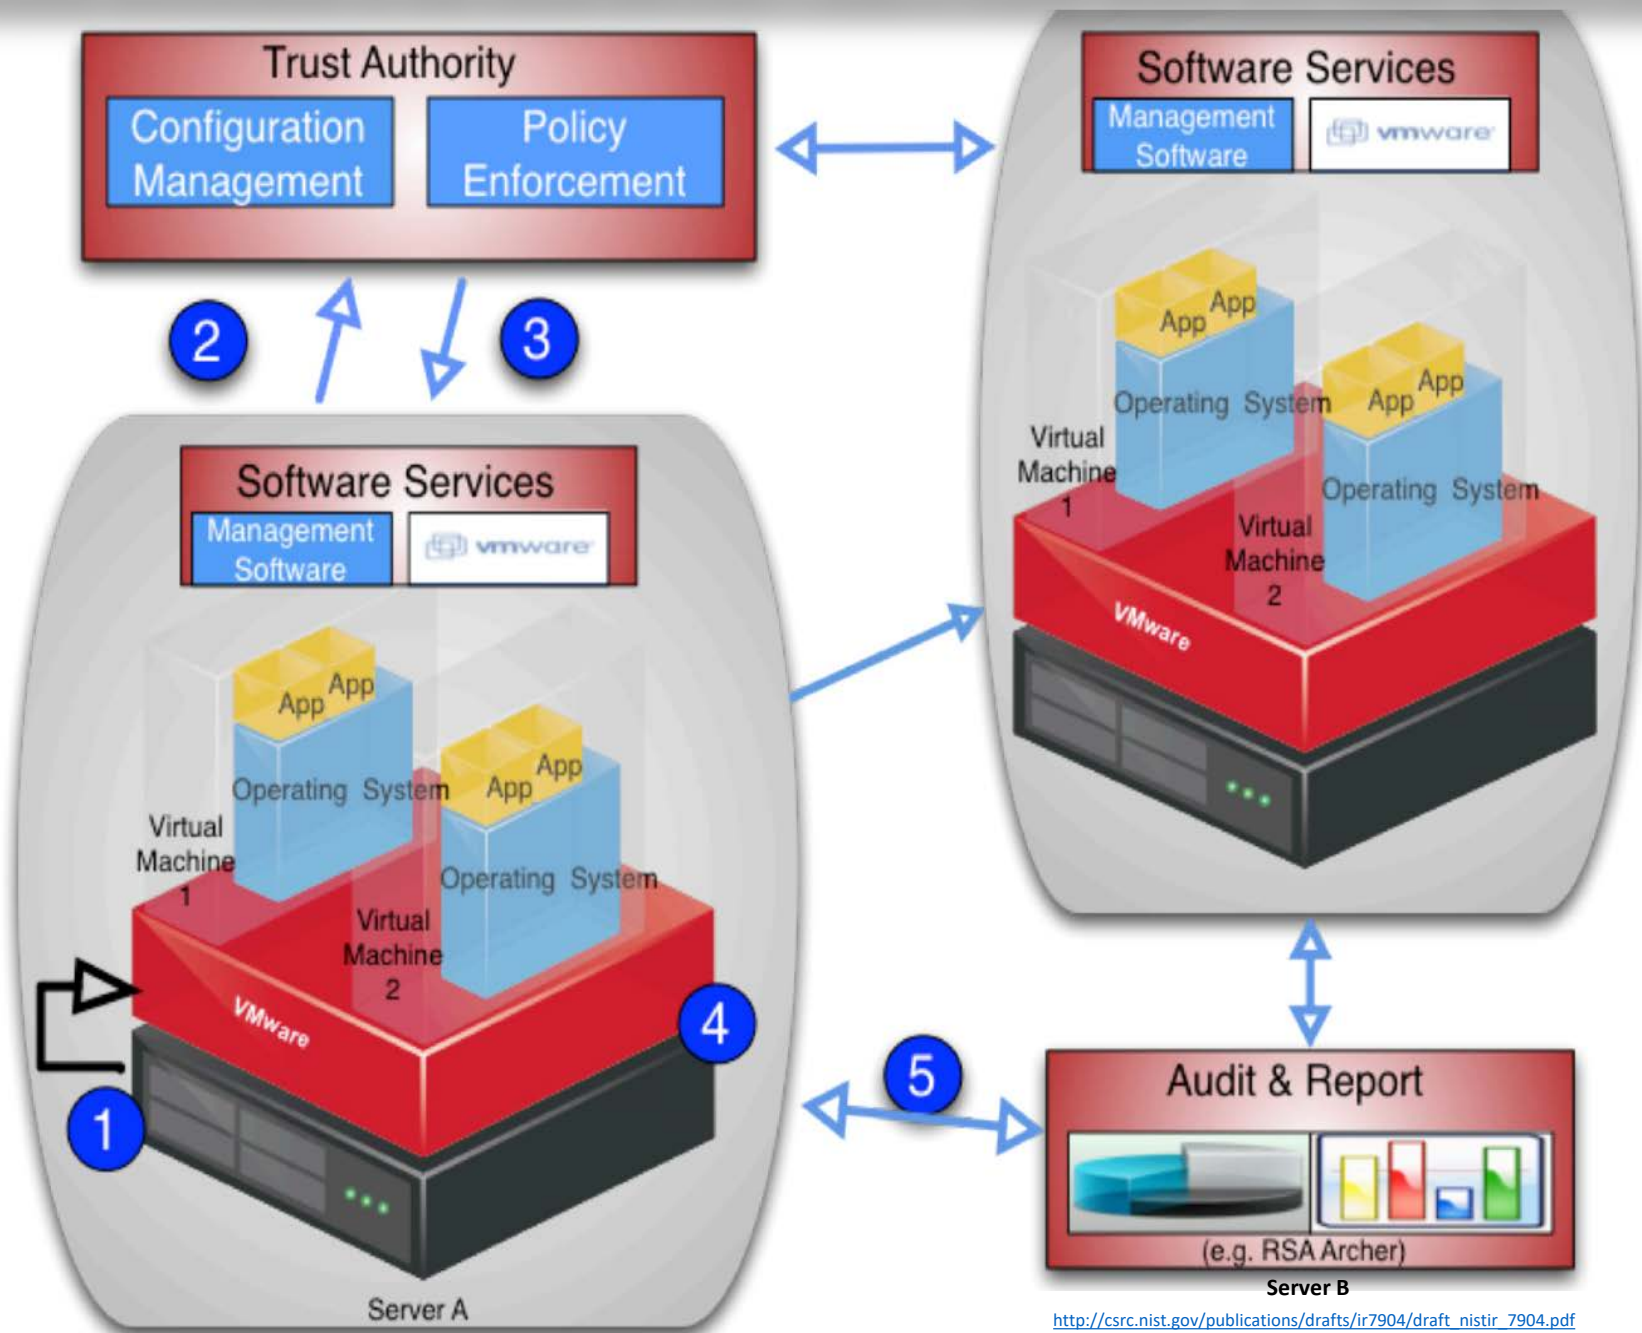 Trust Authority
Configuration
Management
Policy
Enforcement
Software Services
Management
Software
vmware
App
App
Operating System
Virtual
Machine
1
App
App
Operating System
Virtual
Machine
2
VMware
2
3
Software Services
Management
Software
vmware
App
App
Operating System
Virtual
Machine
1
App
App
Operating System
Virtual
Machine
2
VMware
4
1
Server A
5
Audit & Report
(e.g. RSA Archer)
Server B
http://csrc.nist.gov/publications/drafts/ir7904/draft_nistir_7904.pdf